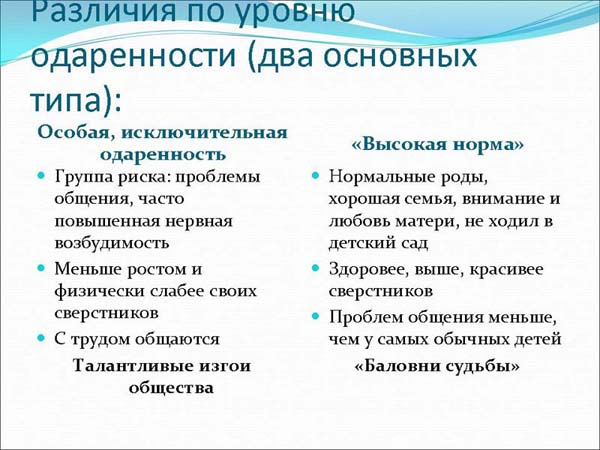 Различия по уровню
одаренности (два основных
типа):
Особая, исключительная
одаренность
• Группа риска: проблемы
общения, часто
повышенная нервная
возбудимость
• Меньше ростом и
физически слабее своих
сверстников
• С трудом общаются
Талантливые изгои
общества
«Высокая норма»
• Нормальные роды,
хорошая семья, внимание и
любовь матери, не ходил в
детский сад
• Здоровее, выше, красивее
сверстников
• Проблем общения меньше,
чем у самых обычных детей
«Баловни судьбы»